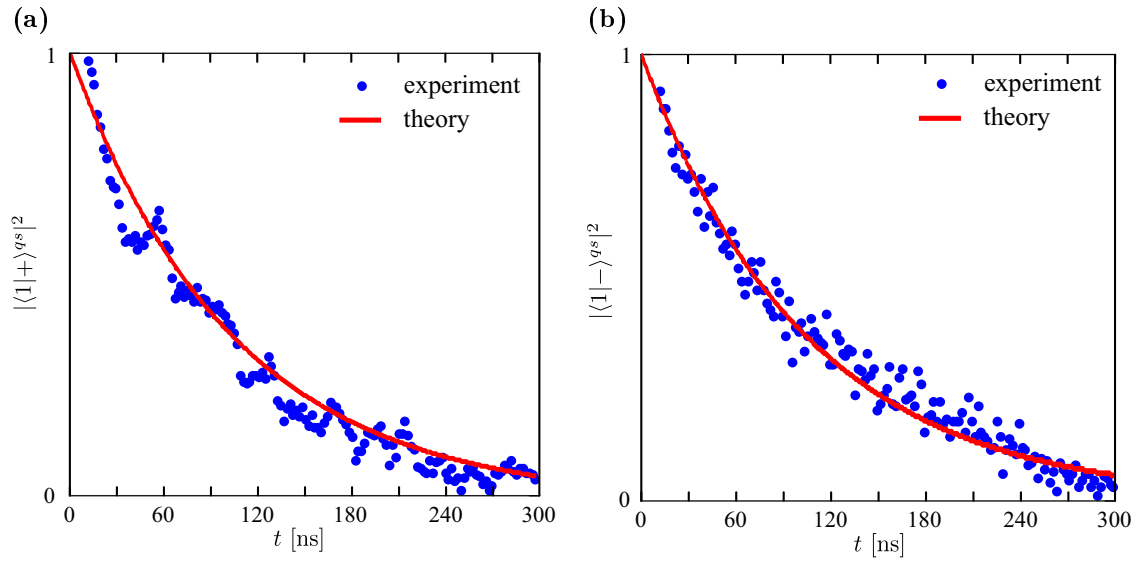 (a)
1
experiment
theory
|⟨1|+⟩^{qs}|^2
0
0 60 120 180 240 300
t [ns]
(b)
1
experiment
theory
|⟨1|−⟩^{qs}|^2
0
0 60 120 180 240 300
t [ns]